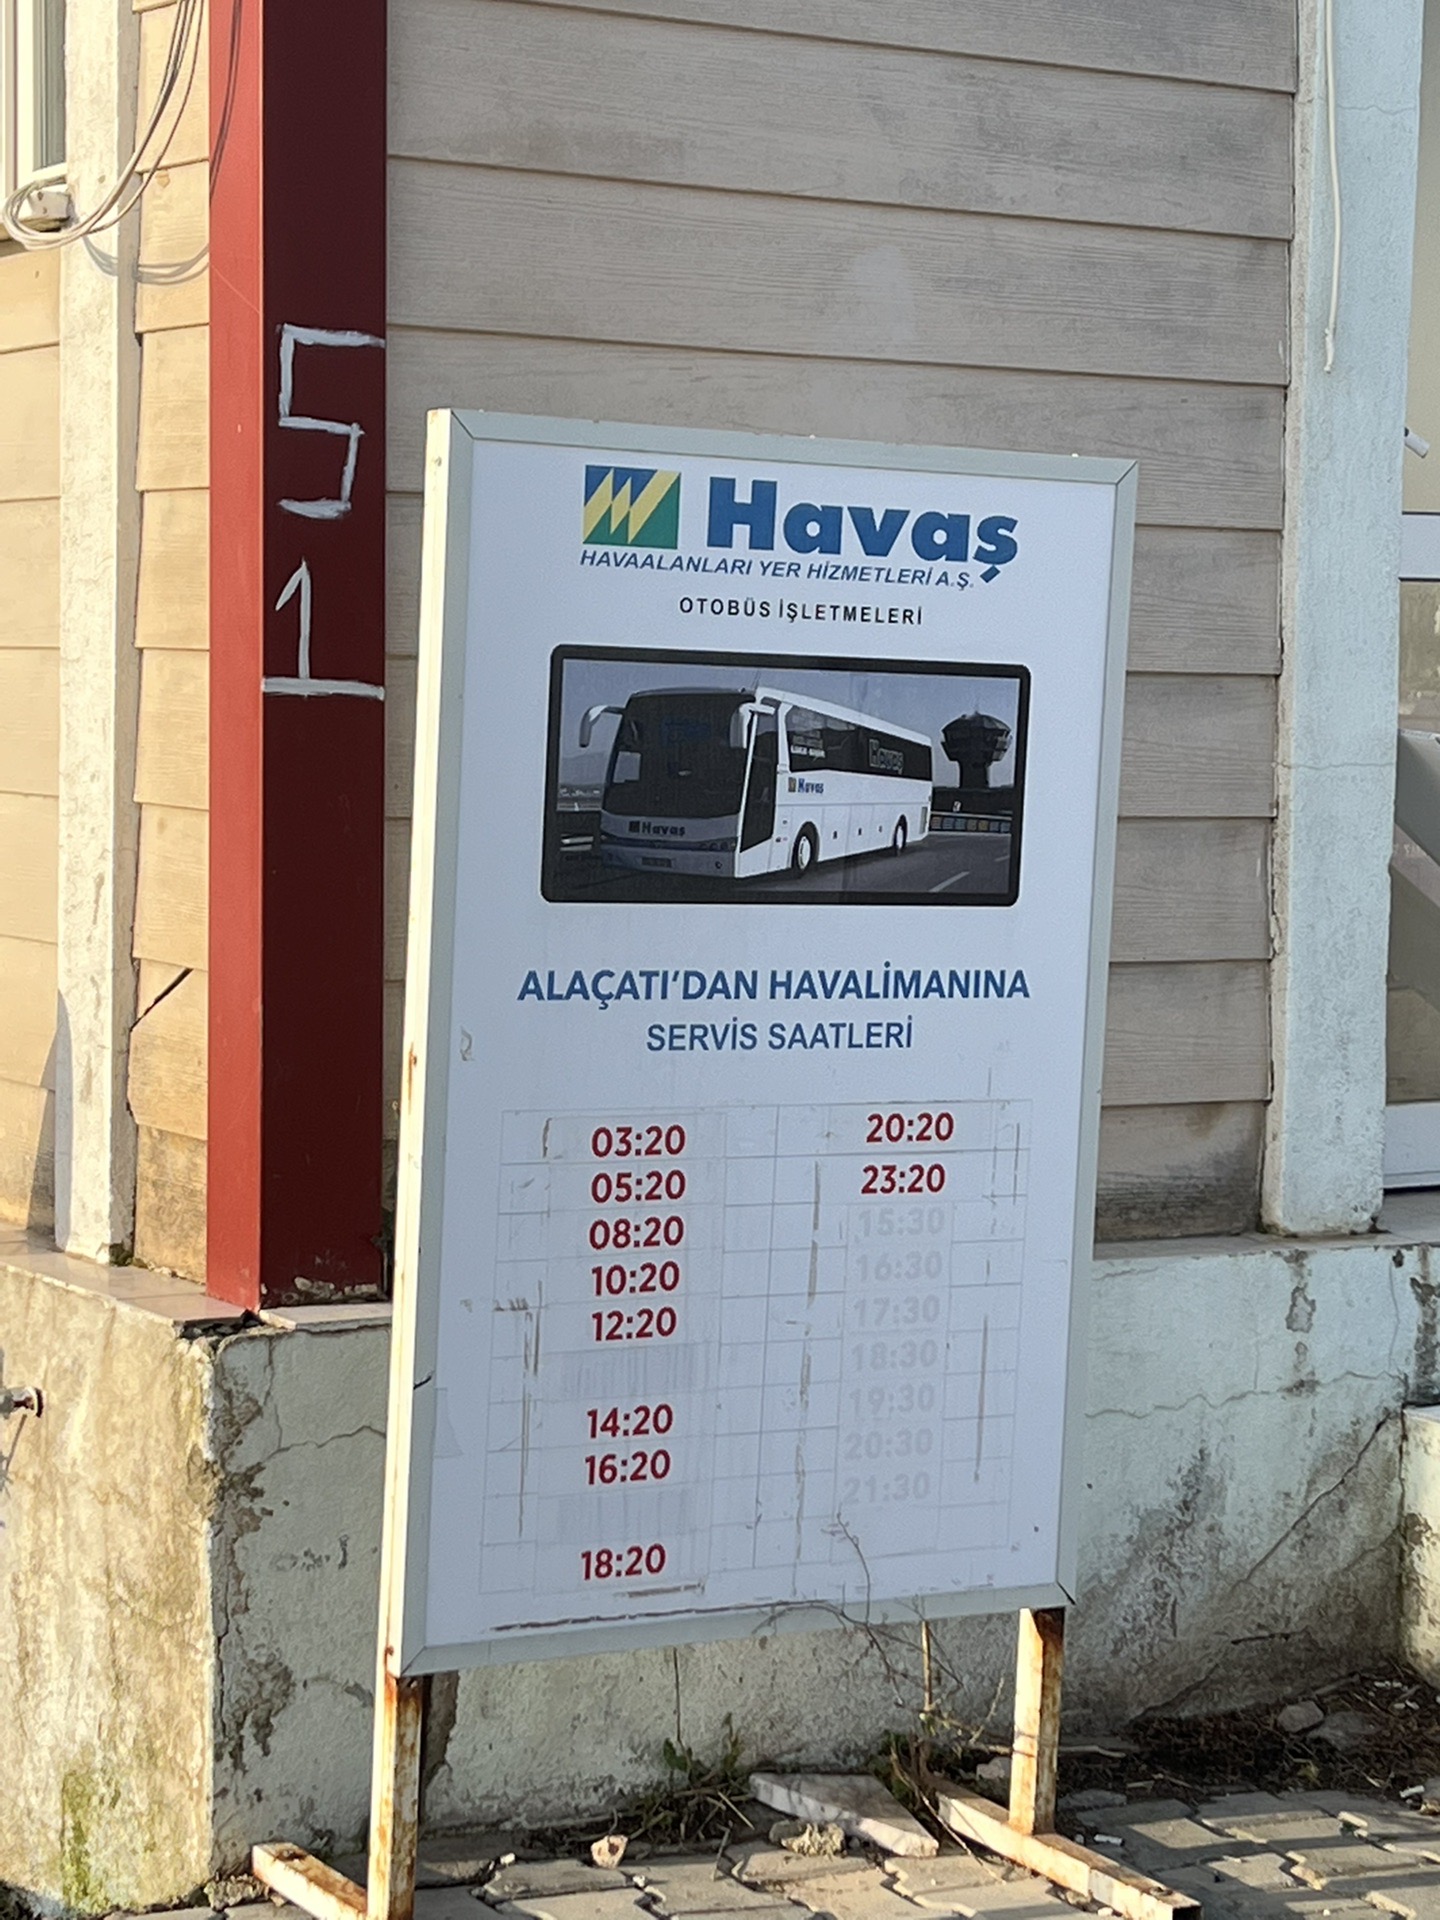 51
Havaş
HAVAALANLARI YER HİZMETLERİ A.Ş.
OTOBÜS İŞLETMELERİ
Havaş
Havaş
Havaş
ALAÇATI'DAN HAVALİMANINA
SERVİS SAATLERİ
03:20
05:20
08:20
10:20
12:20
14:20
16:20
18:20
20:20
23:20
15:30
16:30
17:30
18:30
19:30
20:30
21:30